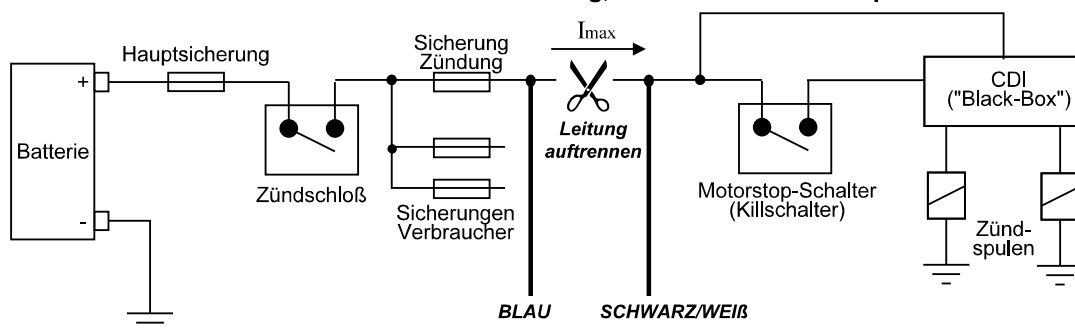 Hauptsicherung
Sicherung
Zündung
Imax
CDI
("Black-Box")
+
Batterie
-
Leitung
auftrennen
Zündschloß
Sicherungen
Verbraucher
Motorstop-Schalter
(Killschalter)
Zünd-
spulen
BLAU
SCHWARZ/WEIß